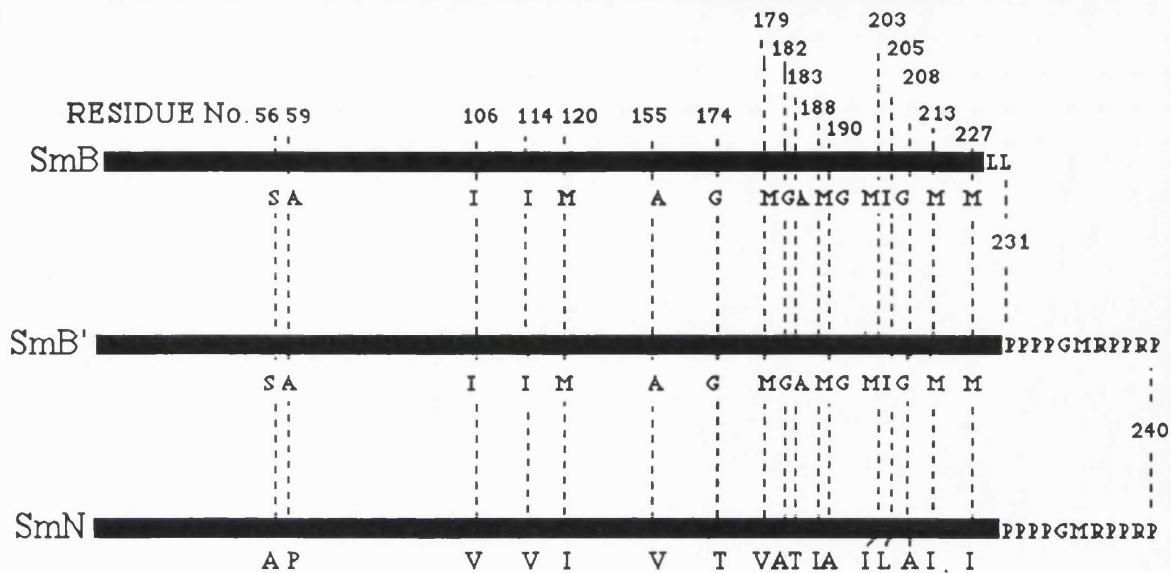 179 203
182 205
183 208
RESIDUE No. 56 59 106 114 120 155 174 188 213
190 227
SmB LL
S A I I M A G M G A M G M I G M M
231
SmB' PPPPGMRPPRP
S A I I M A G M G A M G M I G M M
240
SmN PPPPGMRPPRP
A P V V I V T V A T I A I L A I I